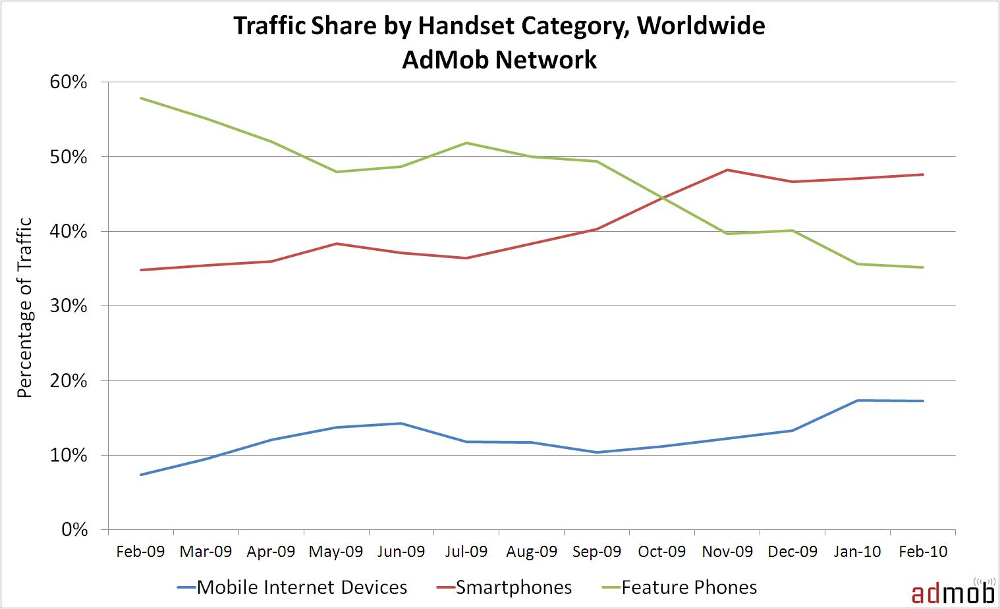 Traffic Share by Handset Category, Worldwide
AdMob Network
60%
50%
40%
30%
20%
10%
0%
Percentage of Traffic
Feb-09 Mar-09 Apr-09 May-09 Jun-09 Jul-09 Aug-09 Sep-09 Oct-09 Nov-09 Dec-09 Jan-10 Feb-10
Mobile Internet Devices Smartphones Feature Phones
admob